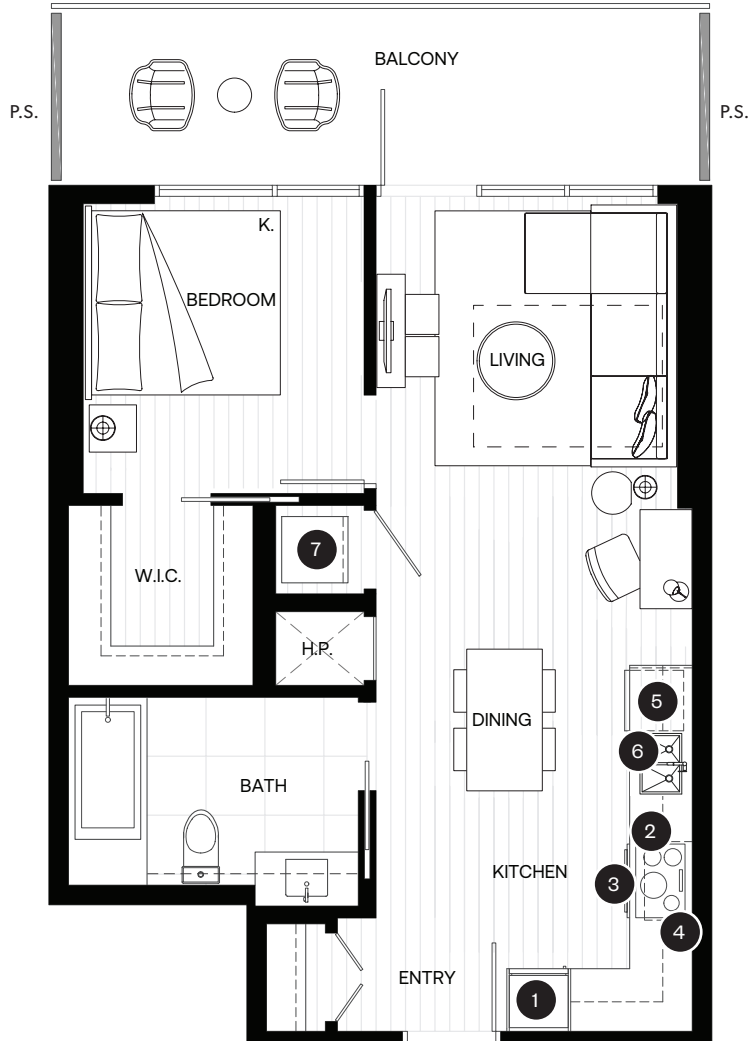 BALCONY
P.S.
P.S.
K.
BEDROOM
LIVING
7
W.I.C.
H.P.
5
DINING
6
BATH
2
KITCHEN
3
4
ENTRY
1